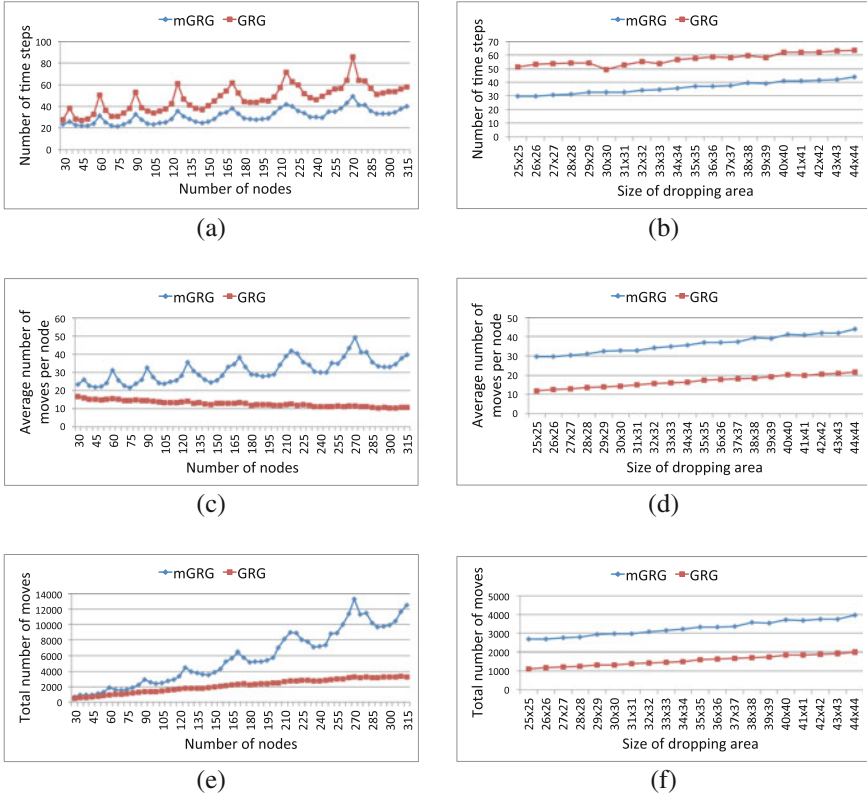 mGRG GRG
Number of time steps
100
80
60
40
20
0
30 45 60 75 90 105 120 135 150 165 180 195 210 225 240 255 270 285 300 315
Number of nodes
(a)
mGRG GRG
Number of time steps
70
60
50
40
30
20
10
0
25x25 26x26 27x27 28x28 29x29 30x30 31x31 32x32 33x33 34x34 35x35 36x36 37x37 38x38 39x39 40x40 41x41 42x42 43x43 44x44
Size of dropping area
(b)
mGRG GRG
Average number of
moves per node
60
50
40
30
20
10
0
30 45 60 75 90 105 120 135 150 165 180 195 210 225 240 255 270 285 300 315
Number of nodes
(c)
mGRG GRG
Average number of
moves per node
50
40
30
20
10
0
25x25 26x26 27x27 28x28 29x29 30x30 31x31 32x32 33x33 34x34 35x35 36x36 37x37 38x38 39x39 40x40 41x41 42x42 43x43 44x44
Size of dropping area
(d)
mGRG GRG
Total number of moves
14000
12000
10000
8000
6000
4000
2000
0
30 45 60 75 90 105 120 135 150 165 180 195 210 225 240 255 270 285 300 315
Number of nodes
(e)
mGRG GRG
Total number of moves
5000
4000
3000
2000
1000
0
25x25 26x26 27x27 28x28 29x29 30x30 31x31 32x32 33x33 34x34 35x35 36x36 37x37 38x38 39x39 40x40 41x41 42x42 43x43 44x44
Size of dropping area
(f)